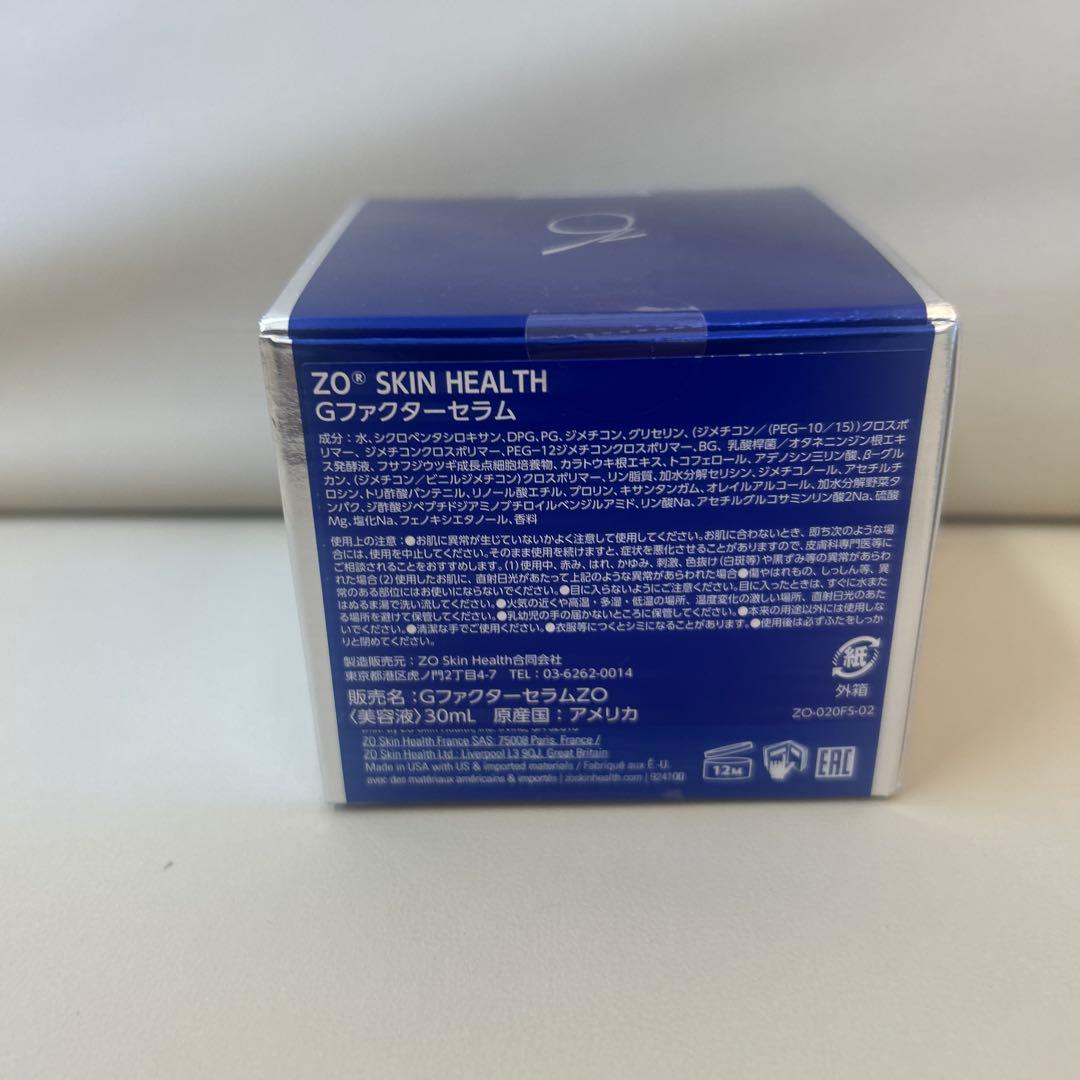 ZO® SKIN HEALTH
Gファクターセラム
成分：水、シクロペンタシロキサン、DPG、PG、ジメチコン、グリセリン、(ジメチコン/(PEG-10/15))クロスポ
リマー、ジメチコンクロスポリマー、PEG-12ジメチコンクロスポリマー、BG、乳酸桿菌/オタネニンジン根エキ
ス発酵液、フサフジウツギ成長点細胞培養物、カラトウキ根エキス、トコフェロール、アデノシン三リン酸、β-グル
カン、(ジメチコン/ビニルジメチコン)クロスポリマー、リン脂質、加水分解セリシン、ジメチコノール、アセチルチ
ロシン、トリ酢酸パンテニル、リノール酸エチル、プロリン、キサンタンガム、オレイルアルコール、加水分解野菜タ
ンパク、ジ酢酸ジペプチドジアミノブチロイルベンジルアミド、リン酸Na、アセチルグルコサミンリン酸2Na、硫酸
Mg、塩化Na、フェノキシエタノール、香料
使用上の注意：●お肌に異常が生じていないかよく注意して使用してください。お肌に合わないとき、即ち次のような場
合には、使用を中止してください。そのまま使用を続けますと、症状を悪化させることがありますので、皮膚科専門医等に
ご相談されることをおすすめします。(1)使用中、赤み、はれ、かゆみ、刺激、色抜け(白斑等)や黒ずみ等の異常があらわ
れた場合(2)使用したお肌に、直射日光があたって上記のような異常があらわれた場合●傷やはれもの、しっしん等、異
常のある部位にはお使いにならないでください。●目に入らないようにご注意ください。目に入ったときは、すぐに水また
はぬるま湯で洗い流してください。●火気の近くや高温・多湿・低温の場所、温度変化の激しい場所、直射日光のあた
る場所を避けて保管してください。●乳幼児の手の届かないところに保管してください。●本来の用途以外には使用しな
いでください。●清潔な手でご使用ください。●衣服等につくとシミになることがあります。●使用後は必ずふたをしっか
りと閉めてください。
製造販売元：ZO Skin Health合同会社
東京都港区虎ノ門2丁目4-7 TEL：03-6262-0014
紙
外箱
販売名：GファクターセラムZO
〈美容液〉30mL 原産国：アメリカ
ZO-020FS-02
ZO Skin Health France SAS: 75008 Paris, France /
ZO Skin Health Ltd.: Liverpool L3 9QJ, Great Britain
Made in USA with US & imported materials / Fabriqué aux É.-U.
avec des matériaux américains & importés | zoskinhealth.com | 924100
12M
EAC